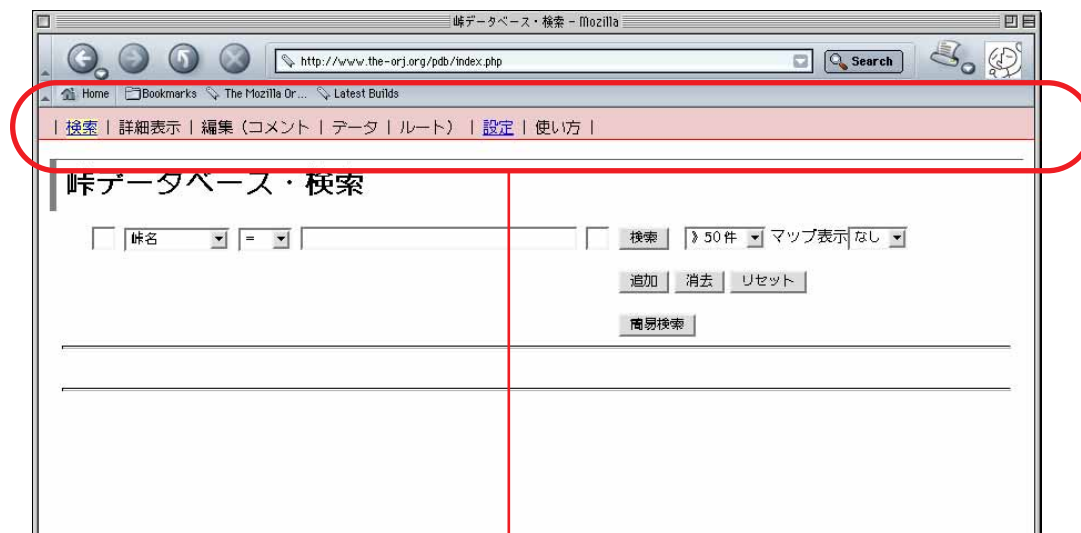 峠データベース・検索 - Mozilla
http://www.the-orj.org/pdb/index.php
Search
Home Bookmarks The Mozilla Or... Latest Builds
| 検索 | 詳細表示 | 編集（コメント | データ | ルート） | 設定 | 使い方 |
峠データベース・検索
峠名 = 検索 》50件 マップ表示 なし
追加 消去 リセット
簡易検索